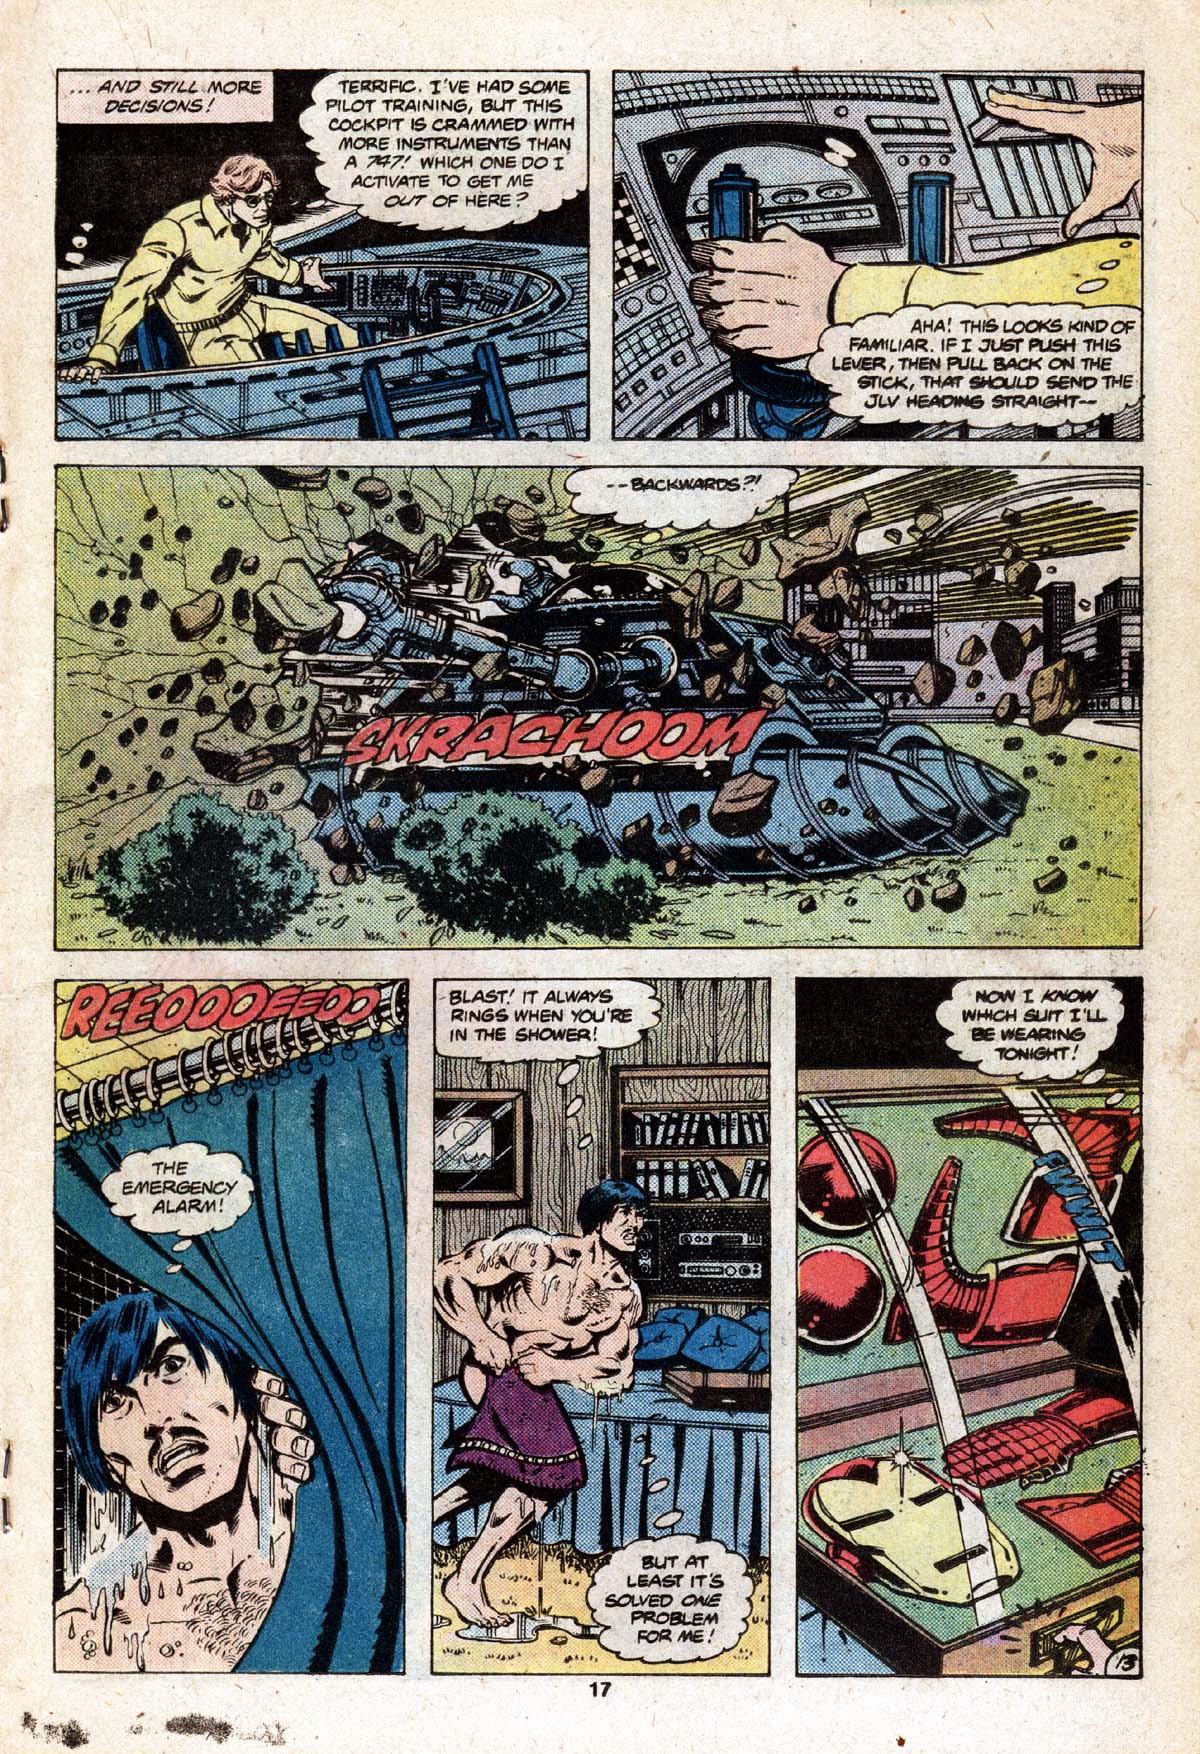 ... AND STILL MORE
DECISIONS!
TERRIFIC. I'VE HAD SOME
PILOT TRAINING, BUT THIS
COCKPIT IS CRAMMED WITH
MORE INSTRUMENTS THAN
A 747! WHICH ONE DO I
ACTIVATE TO GET ME
OUT OF HERE?
AHA! THIS LOOKS KIND OF
FAMILIAR. IF I JUST PUSH THIS
LEVER, THEN PULL BACK ON THE
STICK, THAT SHOULD SEND THE
JLV HEADING STRAIGHT--
--BACKWARDS?!
SKRACHOOM
REEOOOEEOO
THE
EMERGENCY
ALARM!
BLAST! IT ALWAYS
RINGS WHEN YOU'RE
IN THE SHOWER!
BUT AT
LEAST IT'S
SOLVED ONE
PROBLEM
FOR ME!
NOW I KNOW
WHICH SUIT I'LL
BE WEARING
TONIGHT!
FWIT
13
17